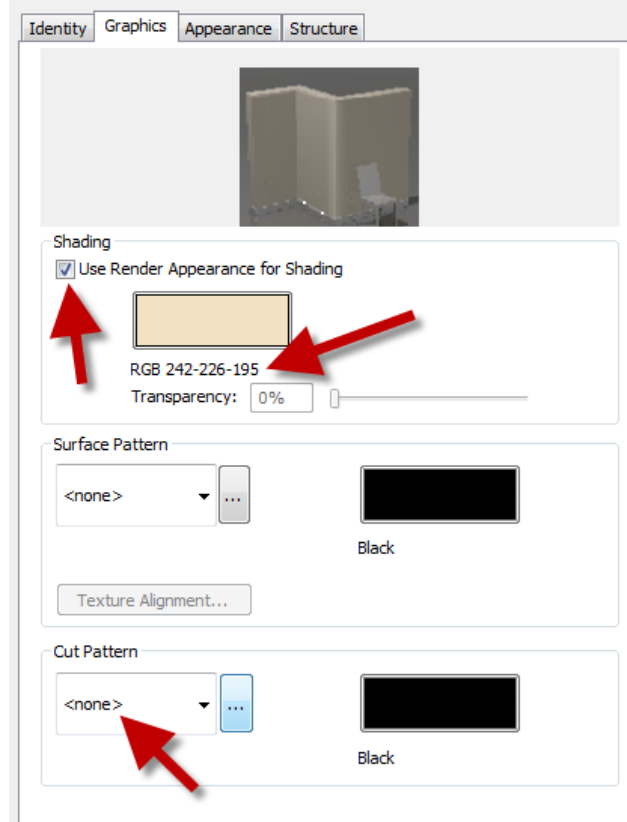 Identity Graphics Appearance Structure
Shading
Use Render Appearance for Shading
RGB 242-226-195
Transparency: 0%
Surface Pattern
<none> ...
Black
Texture Alignment...
Cut Pattern
<none> ...
Black